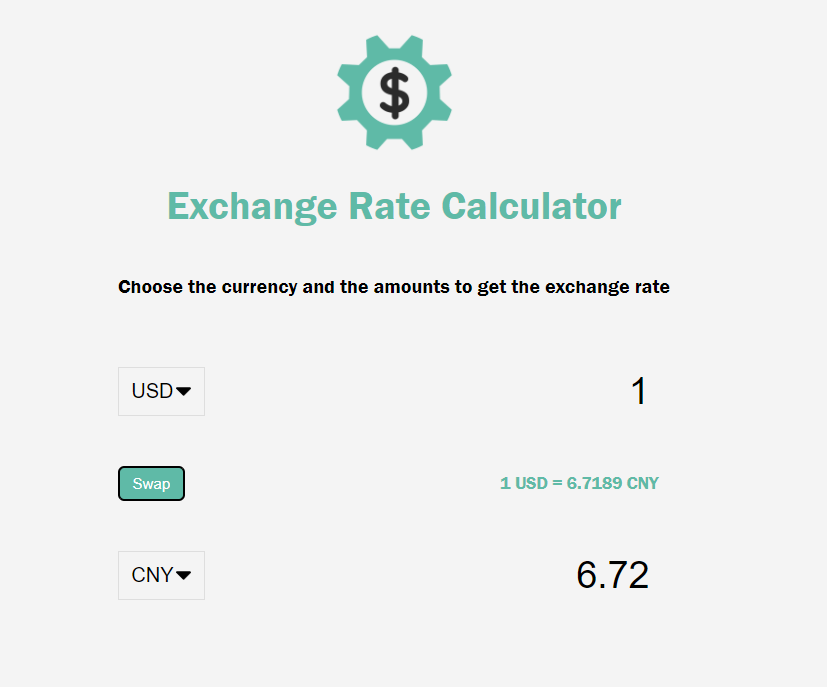 $
Exchange Rate Calculator
Choose the currency and the amounts to get the exchange rate
USD
1
Swap
1 USD = 6.7189 CNY
CNY
6.72